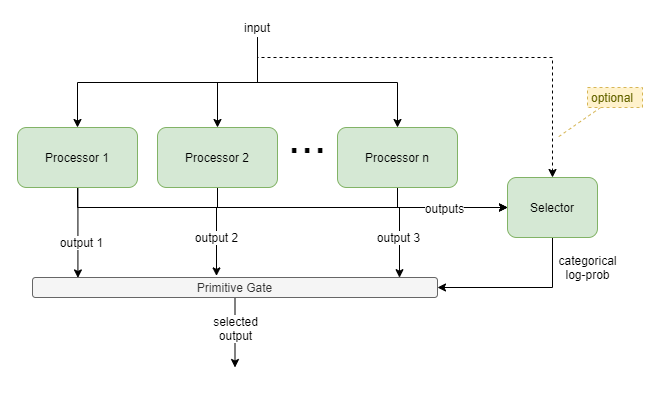 input
optional
Processor 1
Processor 2
...
Processor n
outputs
Selector
output 1
output 2
output 3
categorical
log-prob
Primitive Gate
selected
output